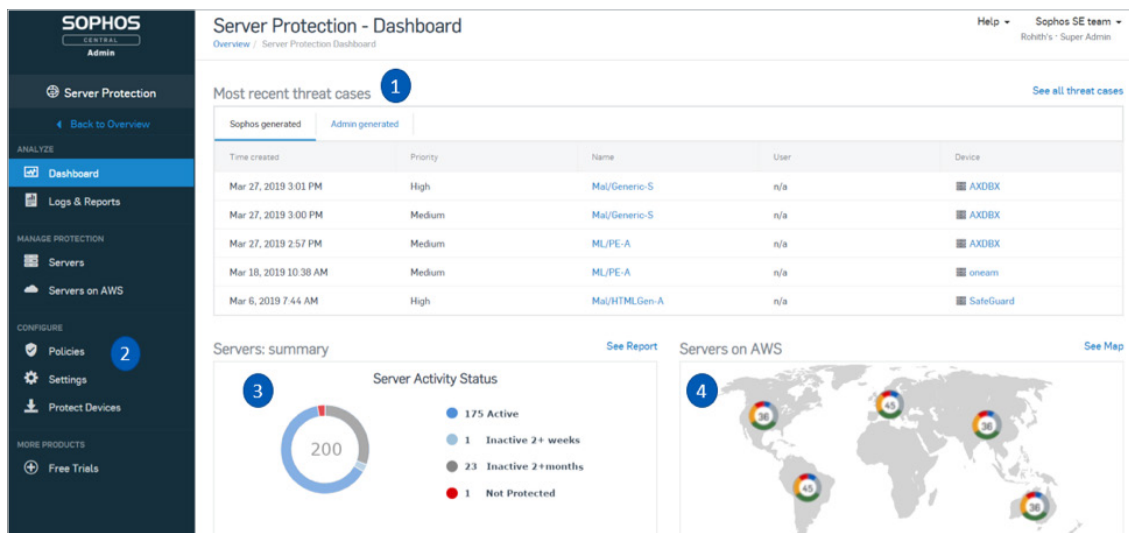 SOPHOS
CENTRAL
Admin
Server Protection
Back to Overview
ANALYZE
Dashboard
Logs & Reports
MANAGE PROTECTION
Servers
Servers on AWS
CONFIGURE
Policies
2
Settings
Protect Devices
MORE PRODUCTS
Free Trials
Server Protection - Dashboard
Overview / Server Protection Dashboard
Help
Sophos SE team
Rohith's · Super Admin
Most recent threat cases
1
See all threat cases
Sophos generated Admin generated
Time created Priority Name User Device
Mar 27, 2019 3:01 PM High Mal/Generic-S n/a AXDBX
Mar 27, 2019 3:00 PM Medium Mal/Generic-S n/a AXDBX
Mar 27, 2019 2:57 PM Medium ML/PE-A n/a AXDBX
Mar 18, 2019 10:38 AM Medium ML/PE-A n/a oneam
Mar 6, 2019 7:44 AM High Mal/HTMLGen-A n/a SafeGuard
Servers: summary
See Report
3
Server Activity Status
200
175 Active
1 Inactive 2+ weeks
23 Inactive 2+months
1 Not Protected
Servers on AWS
See Map
4
36
45
36
45
36